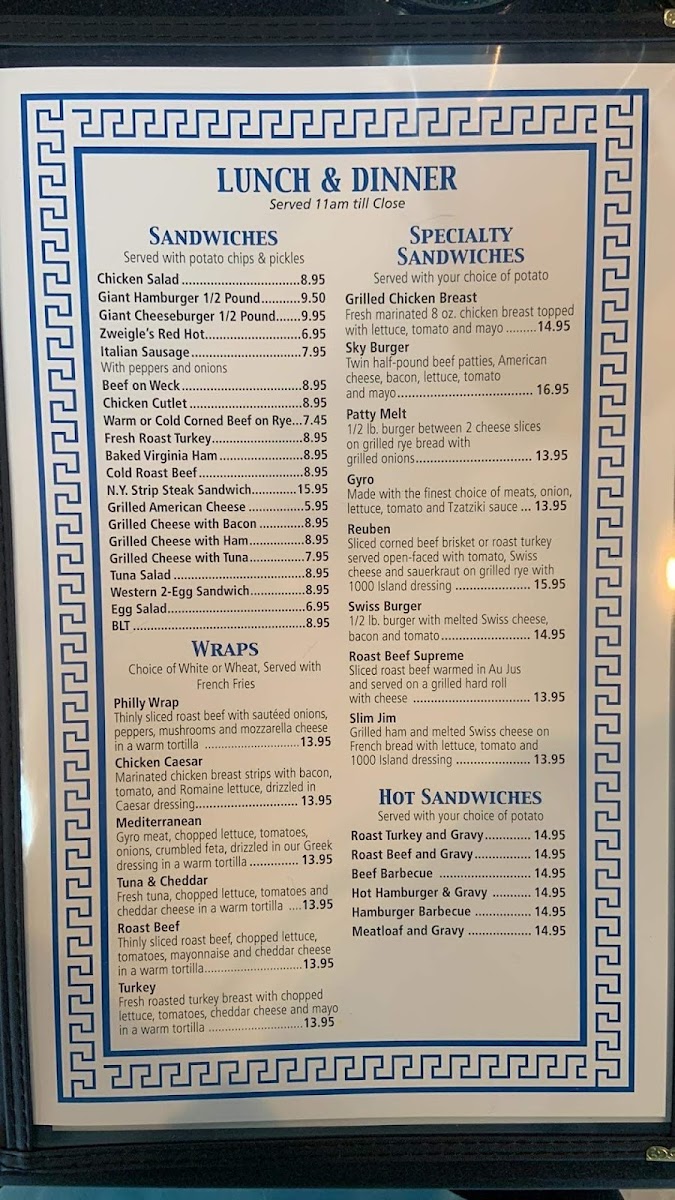 LUNCH & DINNER
Served 11am till Close
SANDWICHES
Served with potato chips & pickles
Chicken Salad ..................................8.95
Giant Hamburger 1/2 Pound...........9.50
Giant Cheeseburger 1/2 Pound.......9.95
Zweigle's Red Hot............................6.95
Italian Sausage................................7.95
With peppers and onions
Beef on Weck...................................8.95
Chicken Cutlet.................................8.95
Warm or Cold Corned Beef on Rye...7.45
Fresh Roast Turkey..........................8.95
Baked Virginia Ham........................8.95
Cold Roast Beef..............................8.95
N.Y. Strip Steak Sandwich.............15.95
Grilled American Cheese ................5.95
Grilled Cheese with Bacon .............8.95
Grilled Cheese with Ham................8.95
Grilled Cheese with Tuna................7.95
Tuna Salad ......................................8.95
Western 2-Egg Sandwich................8.95
Egg Salad........................................6.95
BLT ..................................................8.95
WRAPS
Choice of White or Wheat, Served with
French Fries
Philly Wrap
Thinly sliced roast beef with sautéed onions,
peppers, mushrooms and mozzarella cheese
in a warm tortilla ............................13.95
Chicken Caesar
Marinated chicken breast strips with bacon,
tomato, and Romaine lettuce, drizzled in
Caesar dressing.............................. 13.95
Mediterranean
Gyro meat, chopped lettuce, tomatoes,
onions, crumbled feta, drizzled in our Greek
dressing in a warm tortilla .............. 13.95
Tuna & Cheddar
Fresh tuna, chopped lettuce, tomatoes and
cheddar cheese in a warm tortilla ....13.95
Roast Beef
Thinly sliced roast beef, chopped lettuce,
tomatoes, mayonnaise and cheddar cheese
in a warm tortilla.............................13.95
Turkey
Fresh roasted turkey breast with chopped
lettuce, tomatoes, cheddar cheese and mayo
in a warm tortilla ............................13.95
SPECIALTY
SANDWICHES
Served with your choice of potato
Grilled Chicken Breast
Fresh marinated 8 oz. chicken breast topped
with lettuce, tomato and mayo .........14.95
Sky Burger
Twin half-pound beef patties, American
cheese, bacon, lettuce, tomato
and mayo....................................... 16.95
Patty Melt
1/2 lb. burger between 2 cheese slices
on grilled rye bread with
grilled onions.................................. 13.95
Gyro
Made with the finest choice of meats, onion,
lettuce, tomato and Tzatziki sauce ... 13.95
Reuben
Sliced corned beef brisket or roast turkey
served open-faced with tomato, Swiss
cheese and sauerkraut on grilled rye with
1000 Island dressing ...................... 15.95
Swiss Burger
1/2 lb. burger with melted Swiss cheese,
bacon and tomato.......................... 14.95
Roast Beef Supreme
Sliced roast beef warmed in Au Jus
and served on a grilled hard roll
with cheese .................................. 13.95
Slim Jim
Grilled ham and melted Swiss cheese on
French bread with lettuce, tomato and
1000 Island dressing ..................... 13.95
HOT SANDWICHES
Served with your choice of potato
Roast Turkey and Gravy............. 14.95
Roast Beef and Gravy................ 14.95
Beef Barbecue .......................... 14.95
Hot Hamburger & Gravy ........... 14.95
Hamburger Barbecue ................ 14.95
Meatloaf and Gravy .................. 14.95